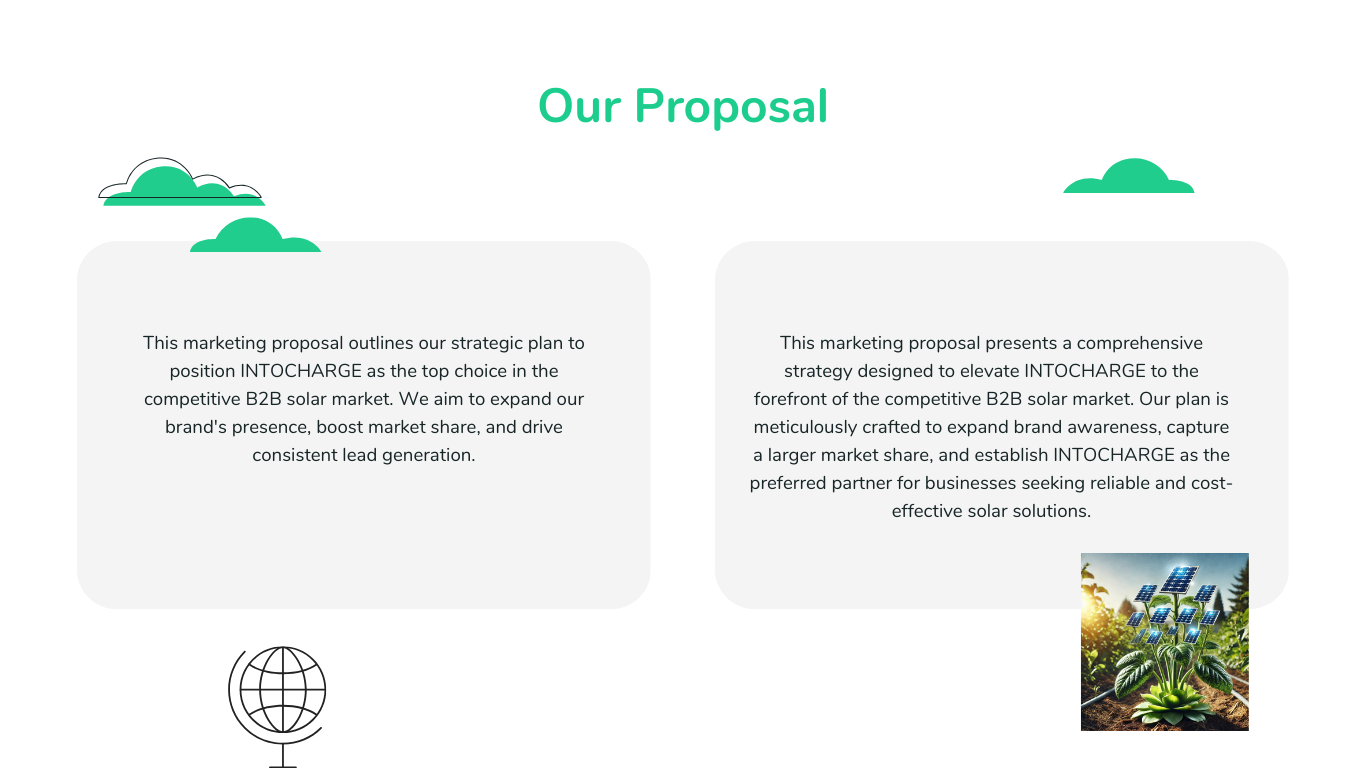 Our Proposal
This marketing proposal outlines our strategic plan to
position INTOCHARGE as the top choice in the
competitive B2B solar market. We aim to expand our
brand's presence, boost market share, and drive
consistent lead generation.
This marketing proposal presents a comprehensive
strategy designed to elevate INTOCHARGE to the
forefront of the competitive B2B solar market. Our plan is
meticulously crafted to expand brand awareness, capture
a larger market share, and establish INTOCHARGE as the
preferred partner for businesses seeking reliable and cost-
effective solar solutions.